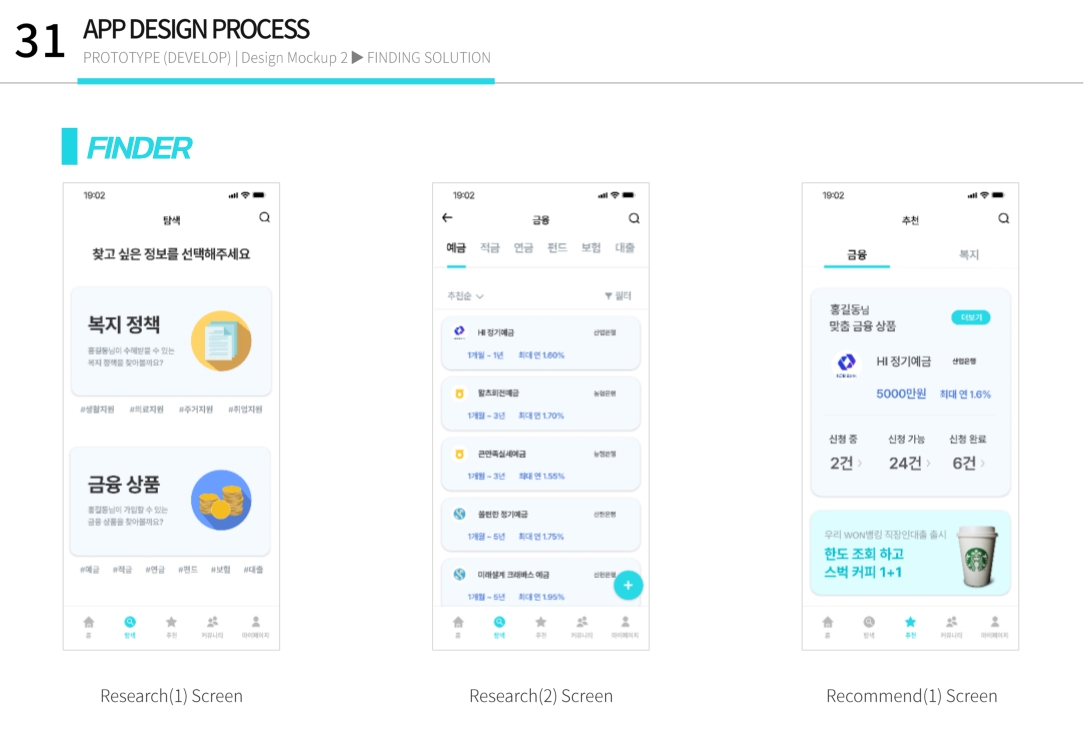 31
APP DESIGN PROCESS
PROTOTYPE (DEVELOP) | Design Mockup 2 ▶ FINDING SOLUTION
FINDER
19:02
탐색
찾고 싶은 정보를 선택해주세요
복지 정책
홍길동님이 수혜받을 수 있는
복지 정책을 찾아볼까요?
#생활지원 #의료지원 #주거지원 #취업지원
금융 상품
홍길동님이 가입할 수 있는
금융 상품을 찾아볼까요?
#예금 #적금 #연금 #펀드 #보험 #대출
홈 탐색 추천 커뮤니티 마이페이지
Research(1) Screen
19:02
금융
예금 적금 연금 펀드 보험 대출
추천순 필터
HI 정기예금 산업은행
1개월 ~ 1년 최대 연 1.60%
왈츠회전예금 농협은행
1개월 ~ 3년 최대 연 1.70%
큰만족실세예금 농협은행
1개월 ~ 3년 최대 연 1.55%
쏠편한 정기예금 신한은행
1개월 ~ 5년 최대 연 1.75%
미래설계 크레바스 예금 신한은행
1개월 ~ 5년 최대 연 1.95%
홈 탐색 추천 커뮤니티 마이페이지
Research(2) Screen
19:02
추천
금융 복지
홍길동님
맞춤 금융 상품
더보기
HI 정기예금 산업은행
KDB BANK
5000만원 최대 연 1.6%
신청 중 신청 가능 신청 완료
2건 24건 6건
우리 WON뱅킹 직장인대출 출시
한도 조회 하고
스벅 커피 1+1
홈 탐색 추천 커뮤니티 마이페이지
Recommend(1) Screen